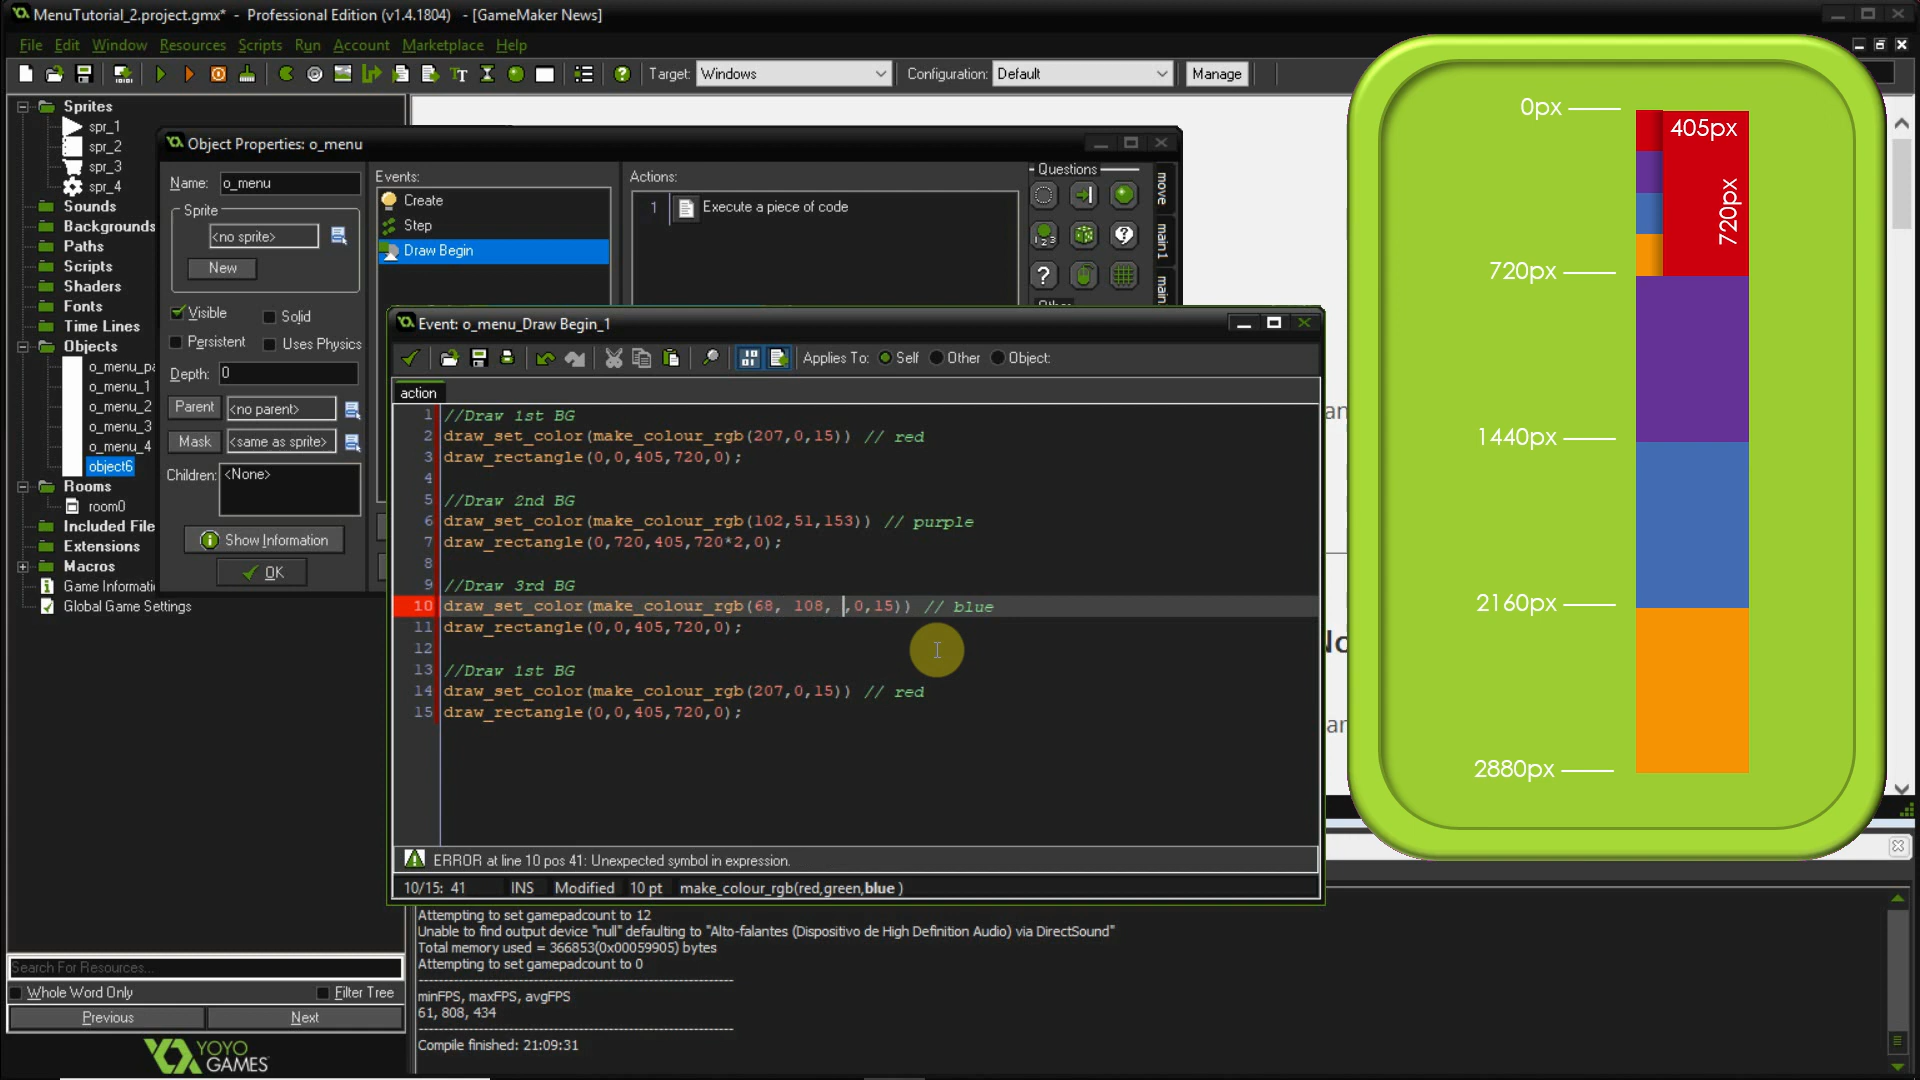 MenuTutorial_2.project.gmx* - Professional Edition (v1.4.1804) - [GameMaker News]
File Edit Window Resources Scripts Run Account Marketplace Help
Target: Windows Configuration: Default Manage
Sprites
spr_1
spr_2
spr_3
spr_4
Sounds
Backgrounds
Paths
Scripts
Shaders
Fonts
Time Lines
Objects
o_menu_pa
o_menu_1
o_menu_2
o_menu_3
o_menu_4
object6
Rooms
room0
Included File
Extensions
Macros
Game Informati
Global Game Settings
Search For Resources...
Whole Word Only Filter Tree
Previous Next
YOYO
GAMES
Object Properties: o_menu
Name: o_menu
Sprite
<no sprite>
New
Visible Solid
Persistent Uses Physics
Depth: 0
Parent <no parent>
Mask <same as sprite>
Children: <None>
Show Information
OK
Events:
Create
Step
Draw Begin
Actions:
1 Execute a piece of code
Questions
move
main1
Event: o_menu_Draw Begin_1
Applies To: Self Other Object:
action
1 //Draw 1st BG
2 draw_set_color(make_colour_rgb(207,0,15)) // red
3 draw_rectangle(0,0,405,720,0);
4
5 //Draw 2nd BG
6 draw_set_color(make_colour_rgb(102,51,153)) // purple
7 draw_rectangle(0,720,405,720*2,0);
8
9 //Draw 3rd BG
10 draw_set_color(make_colour_rgb(68, 108, ,0,15)) // blue
11 draw_rectangle(0,0,405,720,0);
12
13 //Draw 1st BG
14 draw_set_color(make_colour_rgb(207,0,15)) // red
15 draw_rectangle(0,0,405,720,0);
ERROR at line 10 pos 41: Unexpected symbol in expression.
10/15: 41 INS Modified 10 pt make_colour_rgb(red,green,blue )
Attempting to set gamepadcount to 12
Unable to find output device "null" defaulting to "Alto-falantes (Dispositivo de High Definition Audio) via DirectSound"
Total memory used = 366853(0x00059905) bytes
Attempting to set gamepadcount to 0
minFPS, maxFPS, avgFPS
61, 808, 434
Compile finished: 21:09:31
0px
405px
720px
720px
1440px
2160px
2880px